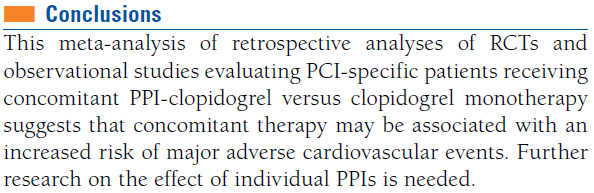 Conclusions
This meta-analysis of retrospective analyses of RCTs and
observational studies evaluating PCI-specific patients receiving
concomitant PPI-clopidogrel versus clopidogrel monotherapy
suggests that concomitant therapy may be associated with an
increased risk of major adverse cardiovascular events. Further
research on the effect of individual PPIs is needed.